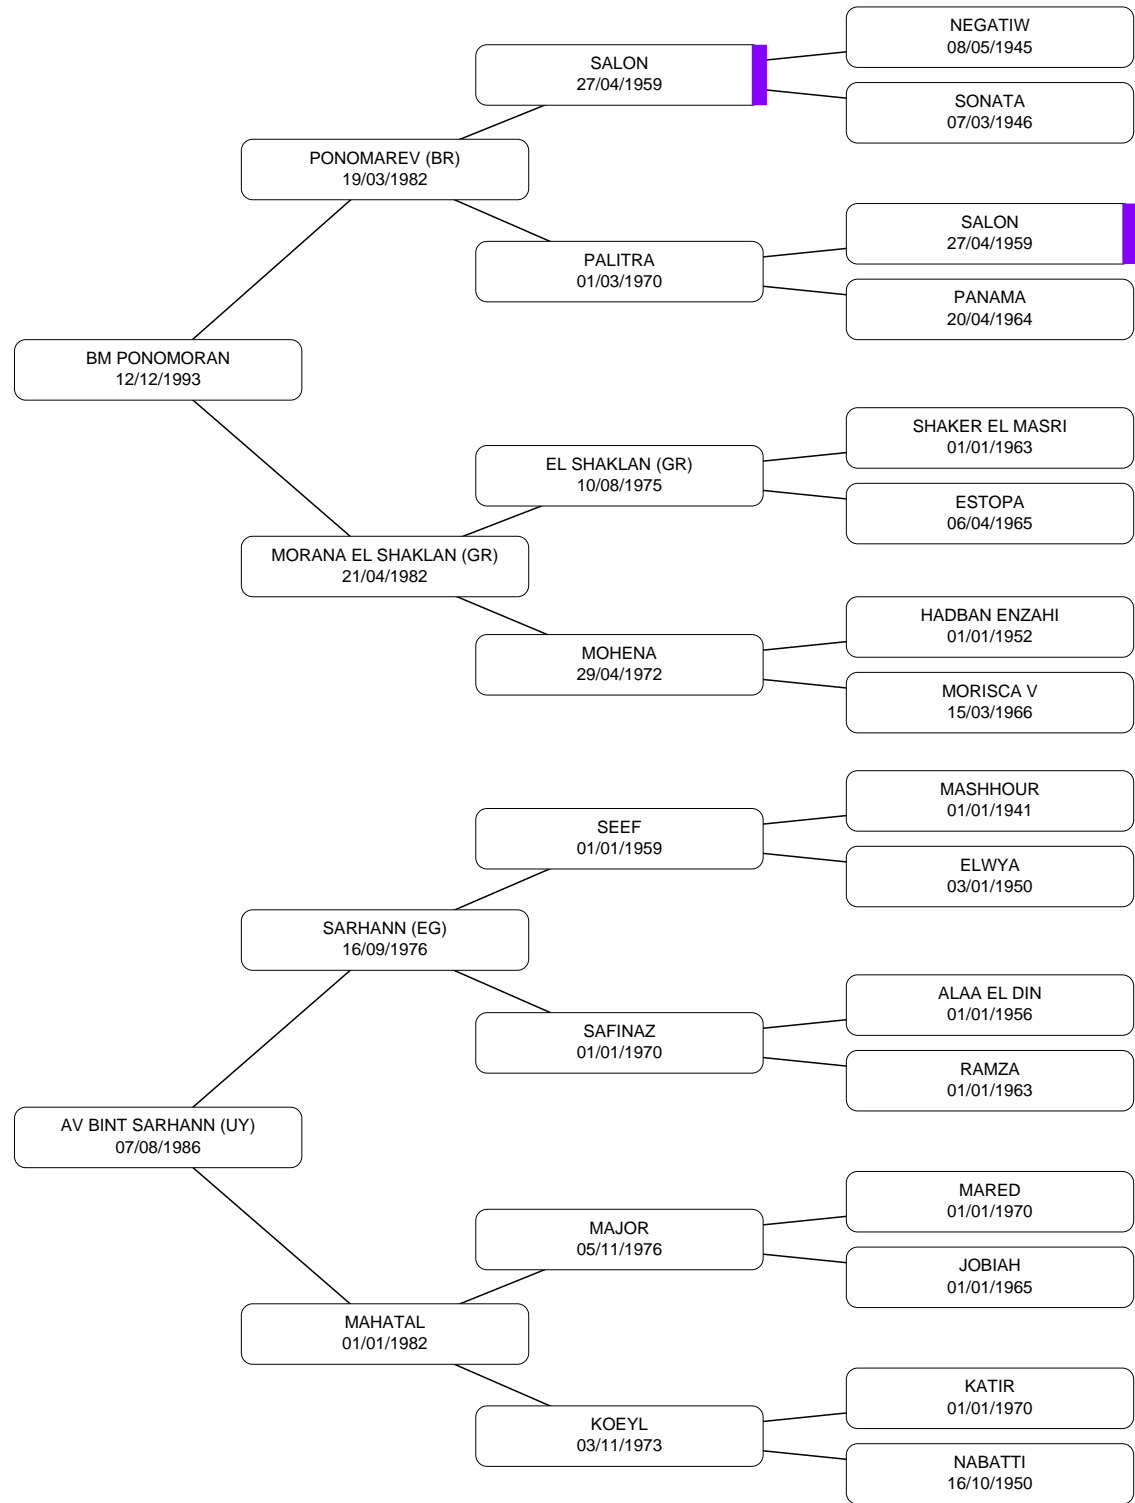 NEGATIW
08/05/1945
SALON
27/04/1959
SONATA
07/03/1946
PONOMAREV (BR)
19/03/1982
SALON
27/04/1959
PALITRA
01/03/1970
PANAMA
20/04/1964
BM PONOMORAN
12/12/1993
SHAKER EL MASRI
01/01/1963
EL SHAKLAN (GR)
10/08/1975
ESTOPA
06/04/1965
MORANA EL SHAKLAN (GR)
21/04/1982
HADBAN ENZAHI
01/01/1952
MOHENA
29/04/1972
MORISCA V
15/03/1966
MASHHOUR
01/01/1941
SEEF
01/01/1959
ELWYA
03/01/1950
SARHANN (EG)
16/09/1976
ALAA EL DIN
01/01/1956
SAFINAZ
01/01/1970
RAMZA
01/01/1963
AV BINT SARHANN (UY)
07/08/1986
MARED
01/01/1970
MAJOR
05/11/1976
JOBIAH
01/01/1965
MAHATAL
01/01/1982
KATIR
01/01/1970
KOEYL
03/11/1973
NABATTI
16/10/1950